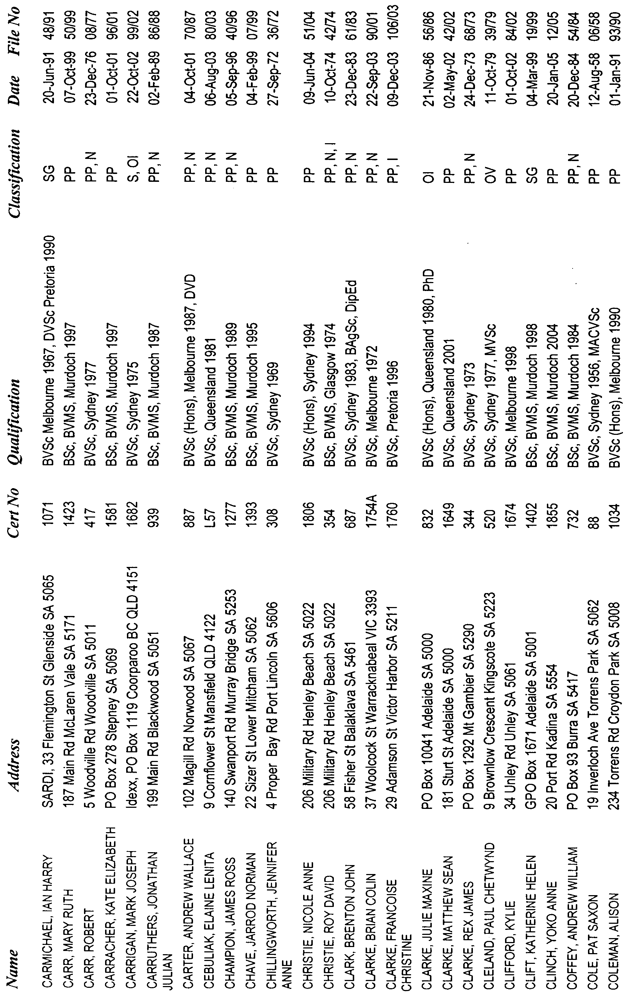 Name Address Cert No Qualification Classification Date File No
CARMICHAEL, IAN HARRY SARDI, 33 Flemington St Glenside SA 5065 1071 BVSc Melbourne 1967, DVSc Pretoria 1990 SG 20-Jun-91 48/91
CARR, MARY RUTH 187 Main Rd McLaren Vale SA 5171 1423 BSc, BVMS, Murdoch 1997 PP 07-Oct-99 50/99
CARR, ROBERT 5 Woodville Rd Woodville SA 5011 417 BVSc, Sydney 1977 PP, N 23-Dec-76 08/77
CARRACHER, KATE ELIZABETH PO Box 278 Stepney SA 5069 1581 BSc, BVMS, Murdoch 1997 PP 01-Oct-01 96/01
CARRIGAN, MARK JOSEPH Idexx, PO Box 1119 Coorparoo BC QLD 4151 1682 BVSc, Sydney 1975 S, OI 22-Oct-02 99/02
CARRUTHERS, JONATHAN 199 Main Rd Blackwood SA 5051 939 BSc, BVMS, Murdoch 1987 PP, N 02-Feb-89 86/88
JULIAN
CARTER, ANDREW WALLACE 102 Magill Rd Norwood SA 5067 887 BVSc (Hons), Melbourne 1987, DVD PP, N 04-Oct-01 70/87
CEBULIAK, ELAINE LENITA 9 Cornflower St Mansfield QLD 4122 L57 BVSc, Queensland 1981 PP, N 06-Aug-03 80/03
CHAMPION, JAMES ROSS 140 Swanport Rd Murray Bridge SA 5253 1277 BSc, BVMS, Murdoch 1989 PP, N 05-Sep-96 40/96
CHAVE, JARROD NORMAN 22 Sizer St Lower Mitcham SA 5062 1393 BSc, BVMS, Murdoch 1995 PP 04-Feb-99 07/99
CHILLINGWORTH, JENNIFER 4 Proper Bay Rd Port Lincoln SA 5606 308 BVSc, Sydney 1969 PP 27-Sep-72 36/72
ANNE
CHRISTIE, NICOLE ANNE 206 Military Rd Henley Beach SA 5022 1806 BVSc (Hons), Sydney 1994 PP 09-Jun-04 51/04
CHRISTIE, ROY DAVID 206 Military Rd Henley Beach SA 5022 354 BSc, BVMS, Glasgow 1974 PP, N, I 10-Oct-74 42/74
CLARK, BRENTON JOHN 58 Fisher St Balaklava SA 5461 687 BVSc, Sydney 1983, BAgSc, DipEd PP, N 23-Dec-83 61/83
CLARKE, BRIAN COLIN 37 Woolcock St Warracknabeal VIC 3393 1754A BVSc, Melbourne 1972 PP, N 22-Sep-03 90/01
CLARKE, FRANCOISE 29 Adamson St Victor Harbor SA 5211 1760 BVSc, Pretoria 1996 PP, I 09-Dec-03 106/03
CHRISTINE
CLARKE, JULIE MAXINE PO Box 10041 Adelaide SA 5000 832 BVSc (Hons), Queensland 1980, PhD OI 21-Nov-86 56/86
CLARKE, MATTHEW SEAN 181 Sturt St Adelaide SA 5000 1649 BVSc, Queensland 2001 PP 02-May-02 42/02
CLARKE, REX JAMES PO Box 1292 Mt Gambier SA 5290 344 BVSc, Sydney 1973 PP, N 24-Dec-73 68/73
CLELAND, PAUL CHETWYND 9 Brownlow Crescent Kingscote SA 5223 520 BVSc, Sydney 1977, MVSc OV 11-Oct-79 39/79
CLIFFORD, KYLIE 34 Unley Rd Unley SA 5061 1674 BVSc, Melbourne 1998 PP 01-Oct-02 84/02
CLIFT, KATHERINE HELEN GPO Box 1671 Adelaide SA 5001 1402 BSc, BVMS, Murdoch 1998 SG 04-Mar-99 19/99
CLINCH, YOKO ANNE 20 Port Rd Kadina SA 5554 1855 BSc, BVMS, Murdoch 2004 PP 20-Jan-05 12/05
COFFEY, ANDREW WILLIAM PO Box 93 Burra SA 5417 732 BSc, BVMS, Murdoch 1984 PP, N 20-Dec-84 54/84
COLE, PAT SAXON 19 Inverloch Ave Torrens Park SA 5062 88 BVSc, Sydney 1956, MACVSc PP 12-Aug-58 06/58
COLEMAN, ALISON 234 Torrens Rd Croydon Park SA 5008 1034 BVSc (Hons), Melbourne 1990 PP 01-Jan-91 93/90